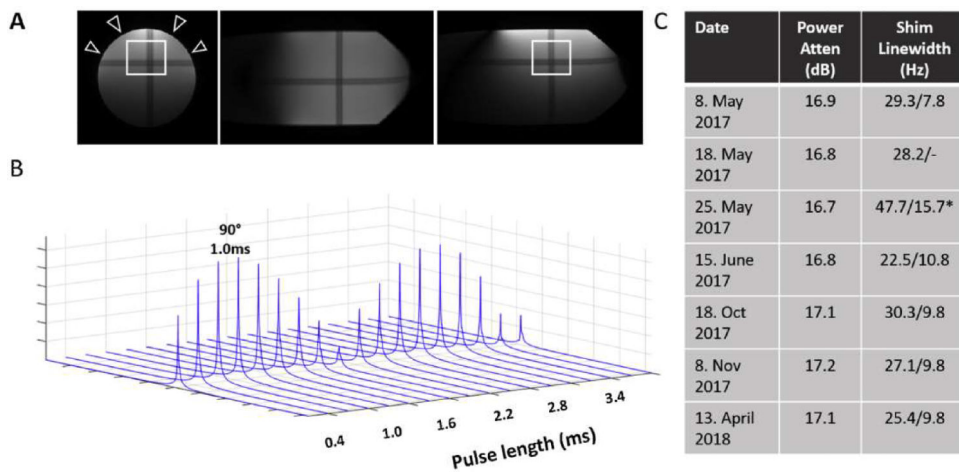 A
B
90°
1.0ms
0.4
1.0
1.6
2.2
2.8
3.4
Pulse length (ms)
C
Date Power Atten (dB) Shim Linewidth (Hz)
8. May 2017 16.9 29.3/7.8
18. May 2017 16.8 28.2/-
25. May 2017 16.7 47.7/15.7*
15. June 2017 16.8 22.5/10.8
18. Oct 2017 17.1 30.3/9.8
8. Nov 2017 17.2 27.1/9.8
13. April 2018 17.1 25.4/9.8